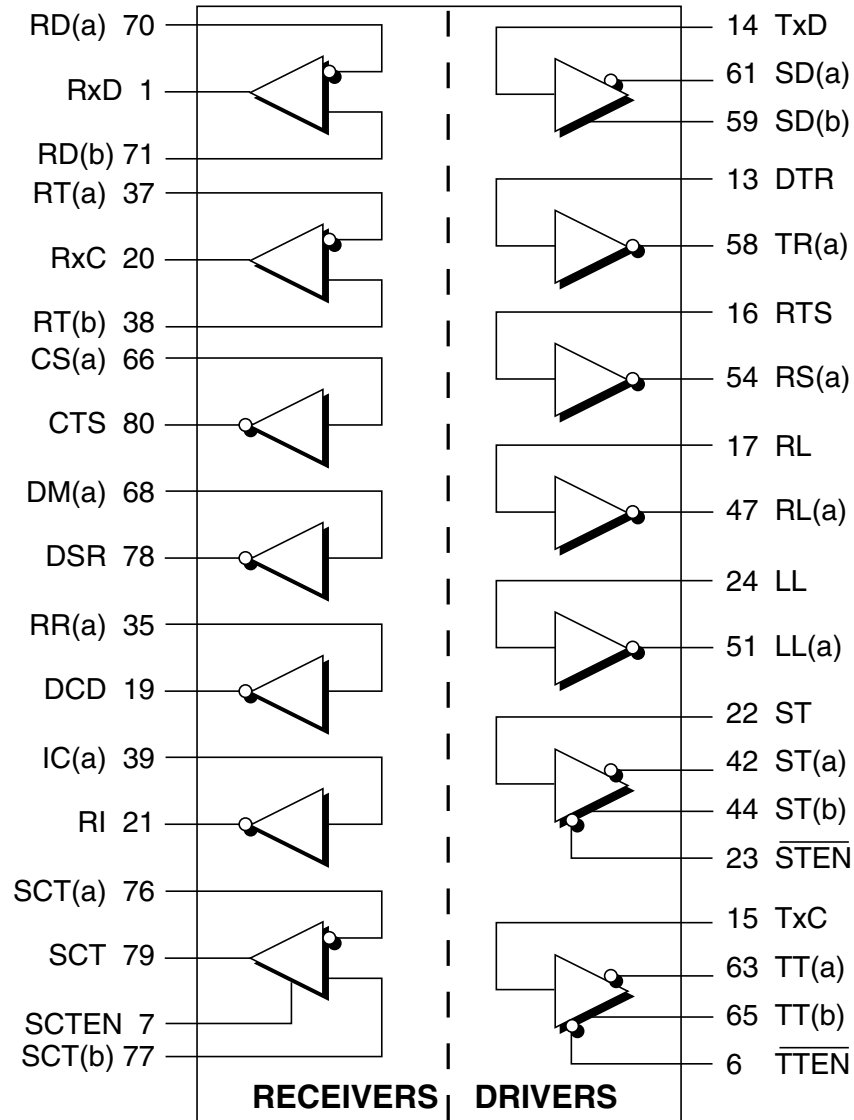 RD(a) 70
RxD 1
RD(b) 71
RT(a) 37
RxC 20
RT(b) 38
CS(a) 66
CTS 80
DM(a) 68
DSR 78
RR(a) 35
DCD 19
IC(a) 39
RI 21
SCT(a) 76
SCT 79
SCTEN 7
SCT(b) 77
RECEIVERS
14 TxD
61 SD(a)
59 SD(b)
13 DTR
58 TR(a)
16 RTS
54 RS(a)
17 RL
47 RL(a)
24 LL
51 LL(a)
22 ST
42 ST(a)
44 ST(b)
23 S̅T̅E̅N̅
15 TxC
63 TT(a)
65 TT(b)
6 T̅T̅E̅N̅
DRIVERS